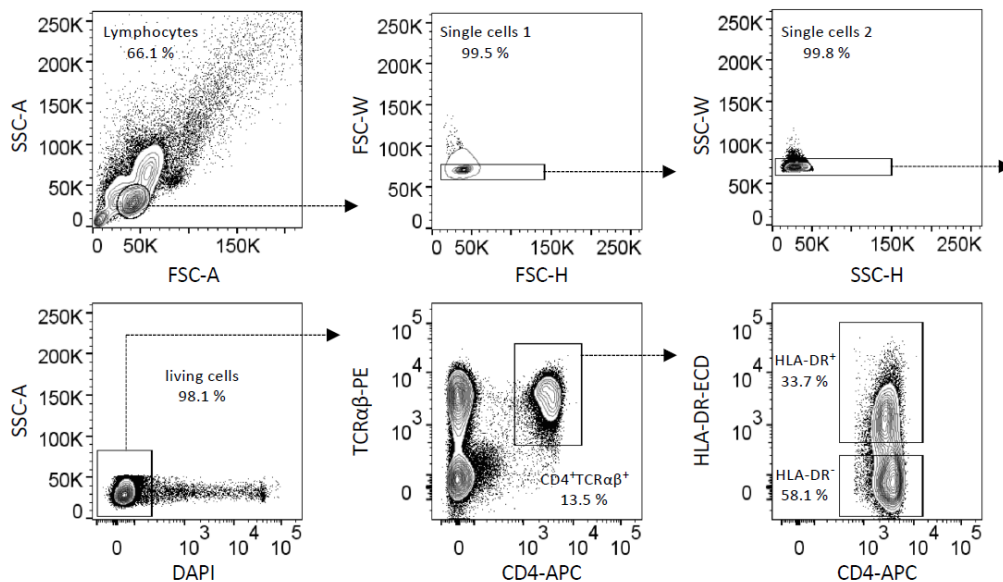 250K
200K
150K
100K
50K
0
SSC-A
Lymphocytes
66.1 %
0 50K 150K
FSC-A
250K
200K
150K
100K
50K
0
FSC-W
Single cells 1
99.5 %
0 50K 150K 250K
FSC-H
250K
200K
150K
100K
50K
0
SSC-W
Single cells 2
99.8 %
0 50K 150K 250K
SSC-H
250K
200K
150K
100K
50K
0
SSC-A
living cells
98.1 %
0 10^3 10^4 10^5
DAPI
10^5
10^4
10^3
0
TCRαβ-PE
CD4⁺TCRαβ⁺
13.5 %
0 10^3 10^4 10^5
CD4-APC
10^5
10^4
10^3
0
HLA-DR-ECD
HLA-DR⁺
33.7 %
HLA-DR⁻
58.1 %
0 10^3 10^4 10^5
CD4-APC